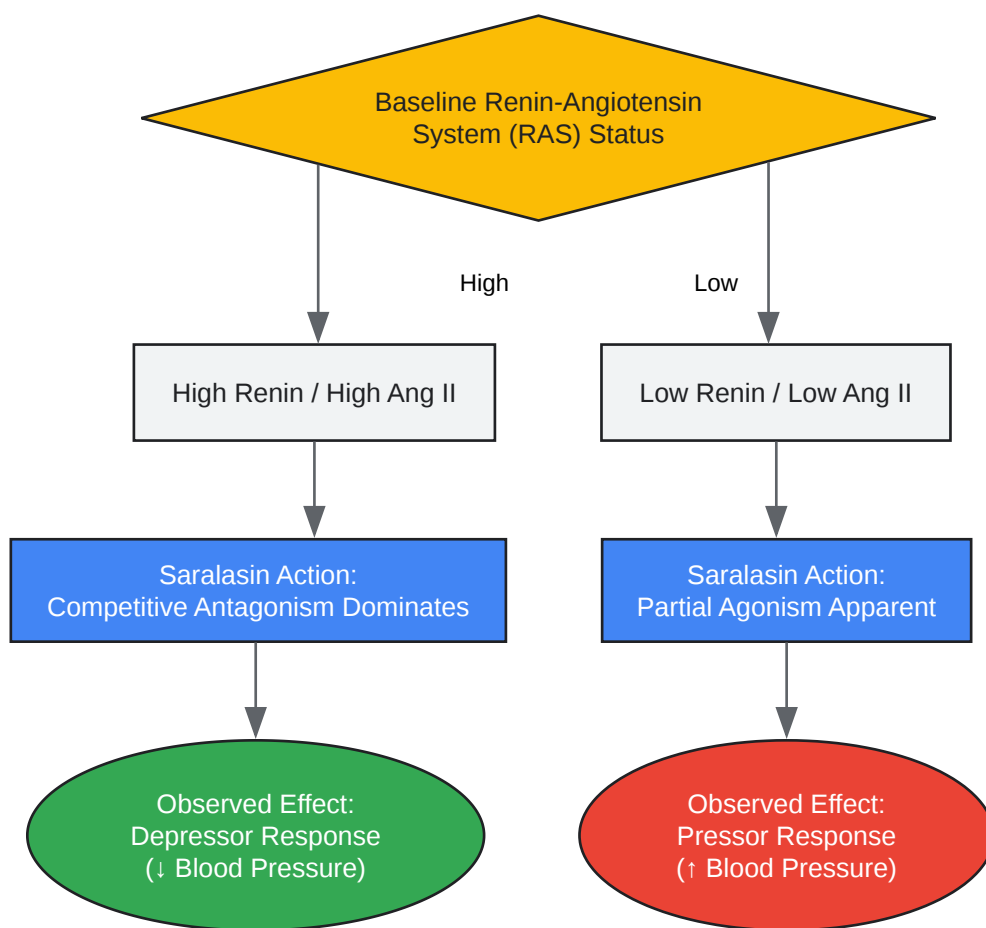 Baseline Renin-Angiotensin
System (RAS) Status
High
Low
High Renin / High Ang II
Low Renin / Low Ang II
Saralasin Action:
Competitive Antagonism Dominates
Saralasin Action:
Partial Agonism Apparent
Observed Effect:
Depressor Response
(↓ Blood Pressure)
Observed Effect:
Pressor Response
(↑ Blood Pressure)